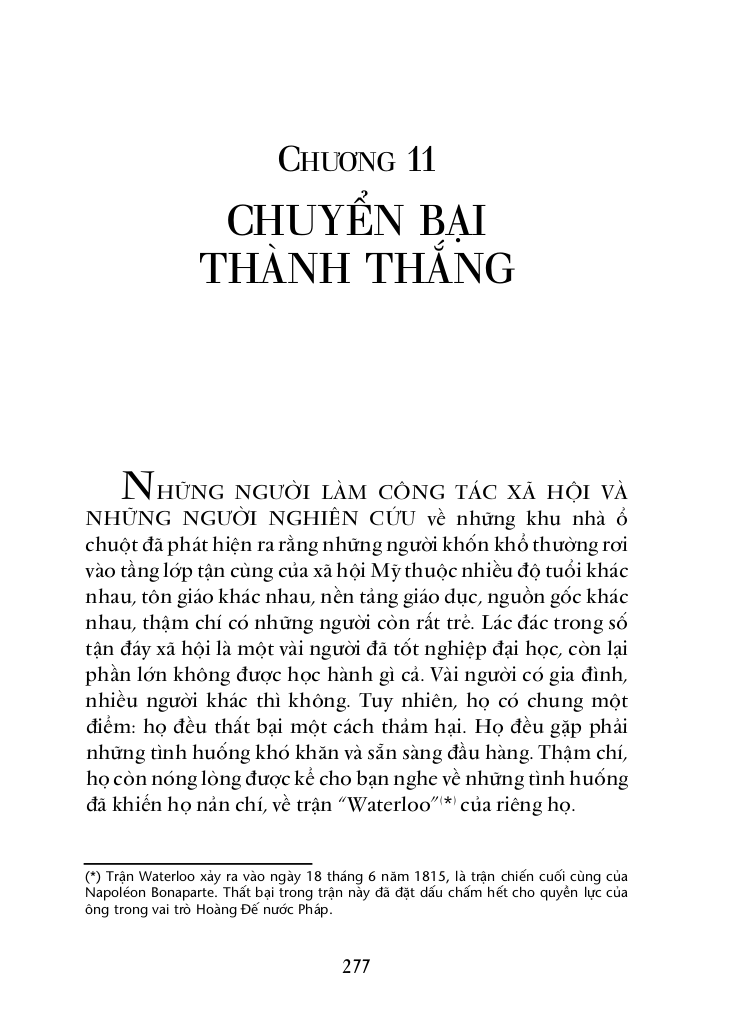 CHƯƠNG 11
CHUYỂN BẠI
THÀNH THẮNG
NHỮNG NGƯỜI LÀM CÔNG TÁC XÃ HỘI VÀ
NHỮNG NGƯỜI NGHIÊN CỨU về những khu nhà ổ
chuột đã phát hiện ra rằng những người khốn khổ thường rơi
vào tầng lớp tận cùng của xã hội Mỹ thuộc nhiều độ tuổi khác
nhau, tôn giáo khác nhau, nền tảng giáo dục, nguồn gốc khác
nhau, thậm chí có những người còn rất trẻ. Lác đác trong số
tận đáy xã hội là một vài người đã tốt nghiệp đại học, còn lại
phần lớn không được học hành gì cả. Vài người có gia đình,
nhiều người khác thì không. Tuy nhiên, họ có chung một
điểm: họ đều thất bại một cách thảm hại. Họ đều gặp phải
những tình huống khó khăn và sẵn sàng đầu hàng. Thậm chí,
họ còn nóng lòng được kể cho bạn nghe về những tình huống
đã khiến họ nản chí, về trận “Waterloo”(*) của riêng họ.
(*) Trận Waterloo xảy ra vào ngày 18 tháng 6 năm 1815, là trận chiến cuối cùng của
Napoléon Bonaparte. Thất bại trong trận này đã đặt dấu chấm hết cho quyền lực của
ông trong vai trò Hoàng Đế nước Pháp.
277